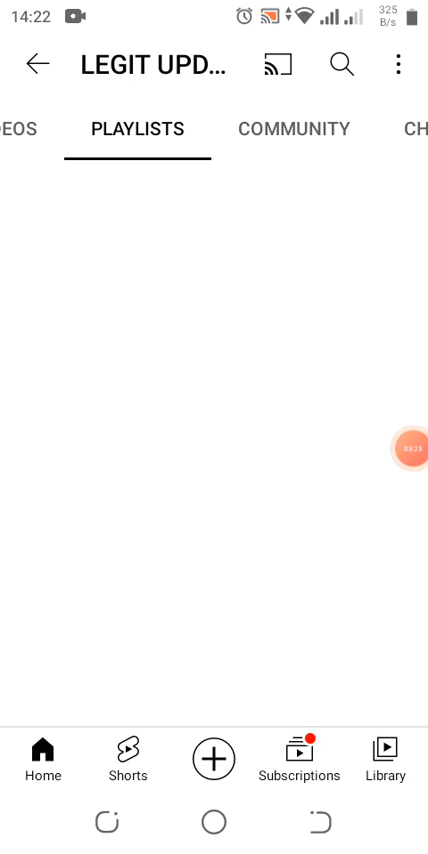 14:22
325
B/s
LEGIT UPD...
EOS
PLAYLISTS
COMMUNITY
CH
03:25
Home
Shorts
Subscriptions
Library